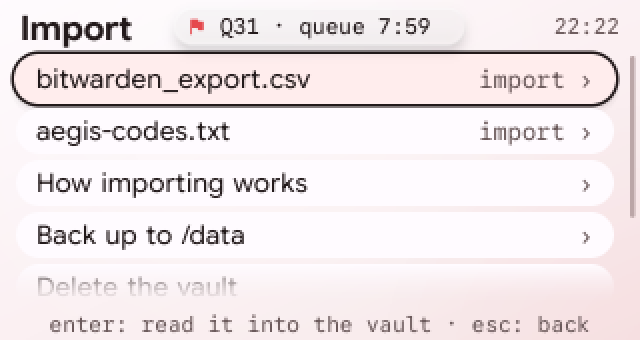 Import
Q31 · queue 7:59
22:22
bitwarden_export.csv import ›
aegis-codes.txt import ›
How importing works ›
Back up to /data ›
Delete the vault
enter: read it into the vault · esc: back